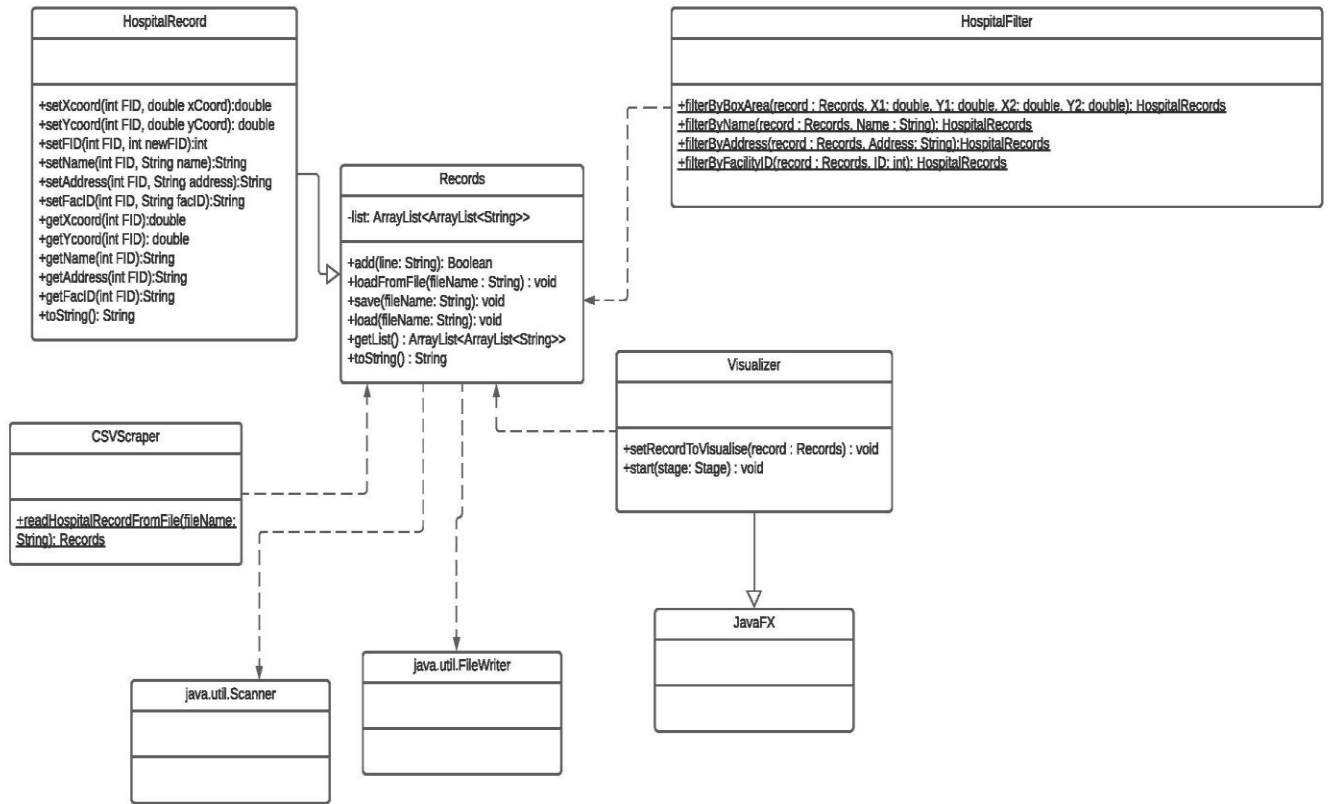 HospitalRecord
+setXcoord(int FID, double xCoord):double
+setYcoord(int FID, double yCoord): double
+setFID(int FID, int newFID):int
+setName(int FID, String name):String
+setAddress(int FID, String address):String
+setFacID(int FID, String facID):String
+getXcoord(int FID):double
+getYcoord(int FID): double
+getName(int FID):String
+getAddress(int FID):String
+getFacID(int FID):String
+toString(): String
HospitalFilter
+filterByBoxArea(record : Records, X1: double, Y1: double, X2: double, Y2: double): HospitalRecords
+filterByName(record : Records, Name : String): HospitalRecords
+filterByAddress(record : Records, Address: String):HospitalRecords
+filterByFacilityID(record : Records, ID: int): HospitalRecords
Records
-list: ArrayList<ArrayList<String>>
+add(line: String): Boolean
+loadFromFile(fileName : String) : void
+save(fileName: String): void
+load(fileName: String): void
+getList() : ArrayList<ArrayList<String>>
+toString() : String
Visualizer
+setRecordToVisualise(record : Records) : void
+start(stage: Stage) : void
CSVScraper
+readHospitalRecordFromFile(fileName:
String): Records
JavaFX
java.util.FileWriter
java.util.Scanner